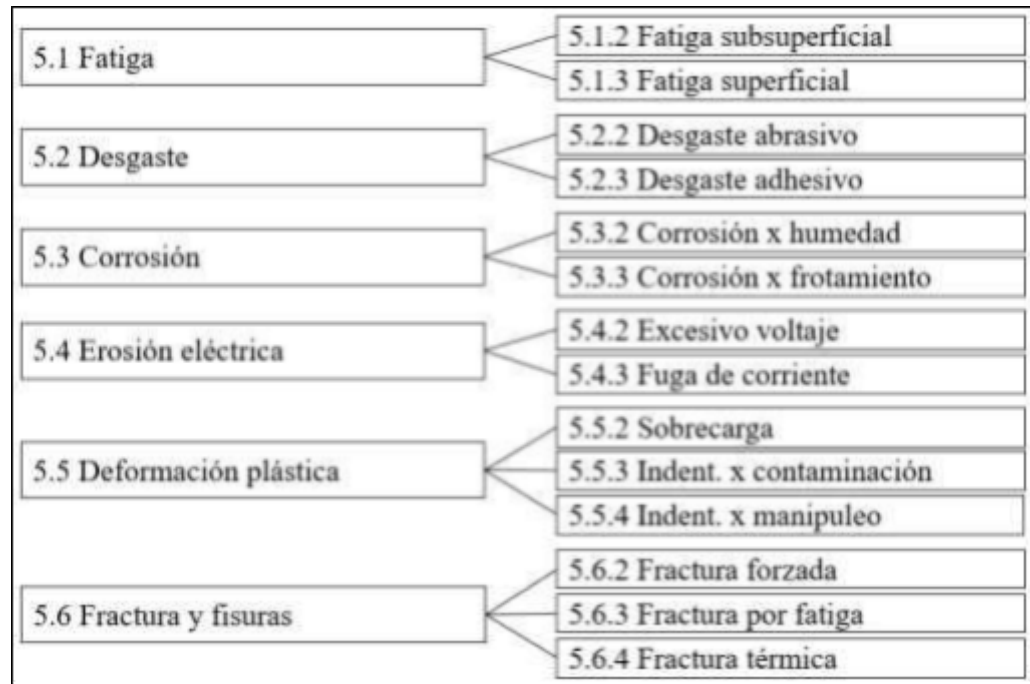 5.1 Fatiga
5.1.2 Fatiga subsuperficial
5.1.3 Fatiga superficial
5.2 Desgaste
5.2.2 Desgaste abrasivo
5.2.3 Desgaste adhesivo
5.3 Corrosión
5.3.2 Corrosión x humedad
5.3.3 Corrosión x frotamiento
5.4 Erosión eléctrica
5.4.2 Excesivo voltaje
5.4.3 Fuga de corriente
5.5 Deformación plástica
5.5.2 Sobrecarga
5.5.3 Indent. x contaminación
5.5.4 Indent. x manipuleo
5.6 Fractura y fisuras
5.6.2 Fractura forzada
5.6.3 Fractura por fatiga
5.6.4 Fractura térmica